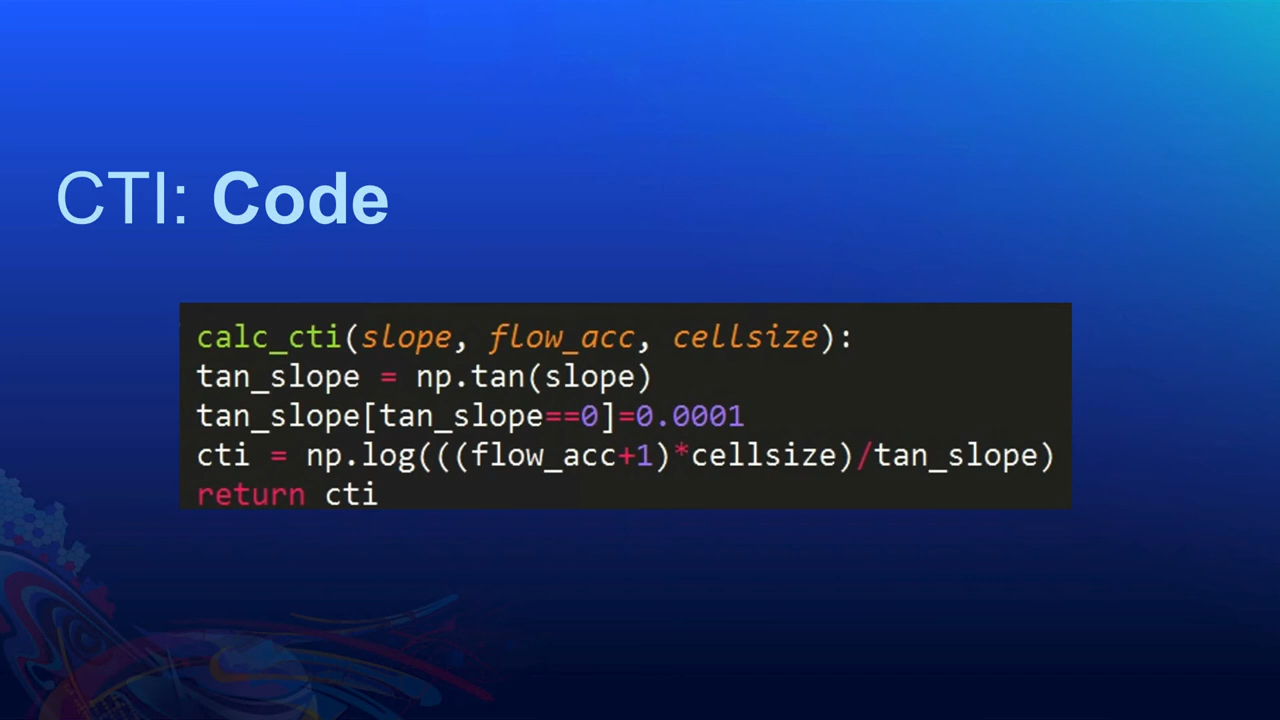 CTI: Code
calc_cti(slope, flow_acc, cellsize):
tan_slope = np.tan(slope)
tan_slope[tan_slope==0]=0.0001
cti = np.log(((flow_acc+1)*cellsize)/tan_slope)
return cti